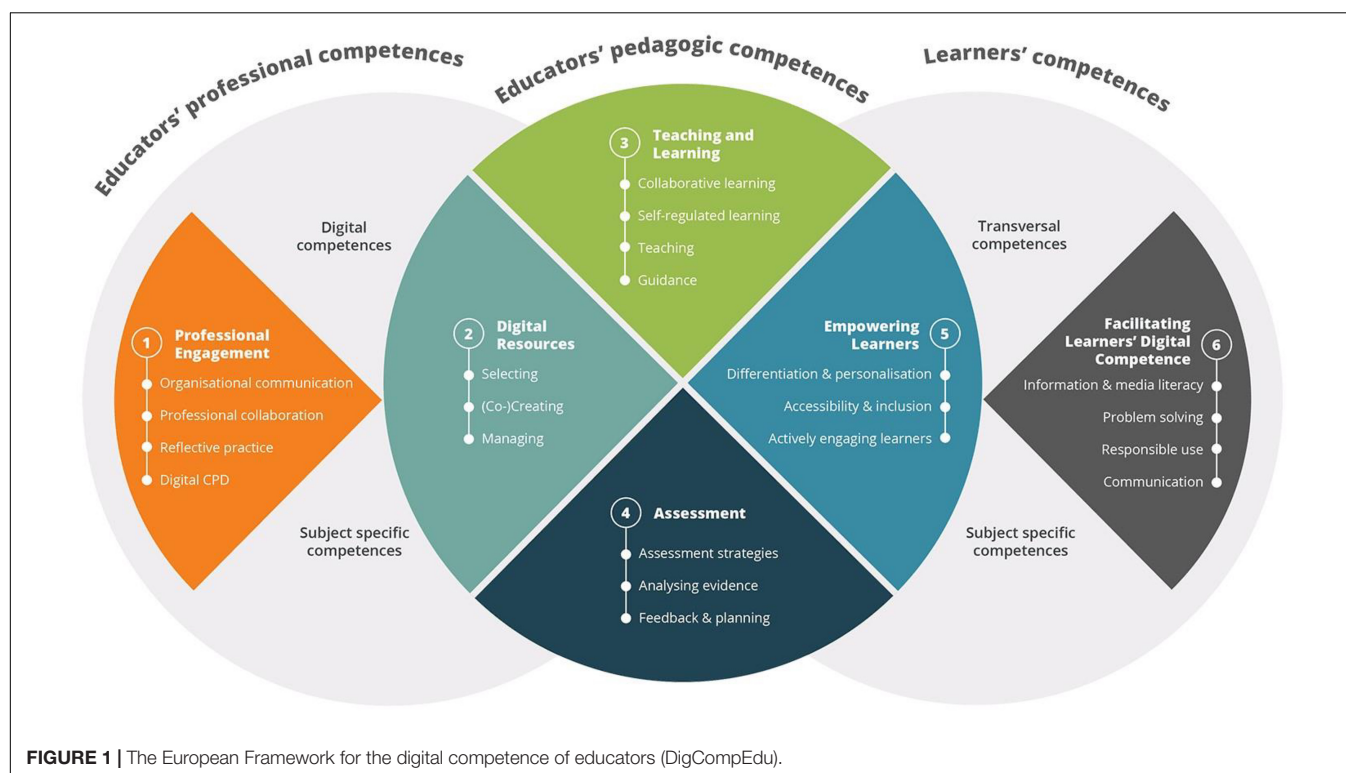 Educators' professional competences
Educators' pedagogic competences
Learners' competences
Digital
competences
Subject specific
competences
Transversal
competences
Subject specific
competences
1
Professional
Engagement
Organisational communication
Professional collaboration
Reflective practice
Digital CPD
2
Digital
Resources
Selecting
(Co-)Creating
Managing
3
Teaching and
Learning
Collaborative learning
Self-regulated learning
Teaching
Guidance
4
Assessment
Assessment strategies
Analysing evidence
Feedback & planning
Empowering
Learners
5
Differentiation & personalisation
Accessibility & inclusion
Actively engaging learners
Facilitating
Learners' Digital
Competence
6
Information & media literacy
Problem solving
Responsible use
Communication
FIGURE 1 | The European Framework for the digital competence of educators (DigCompEdu).